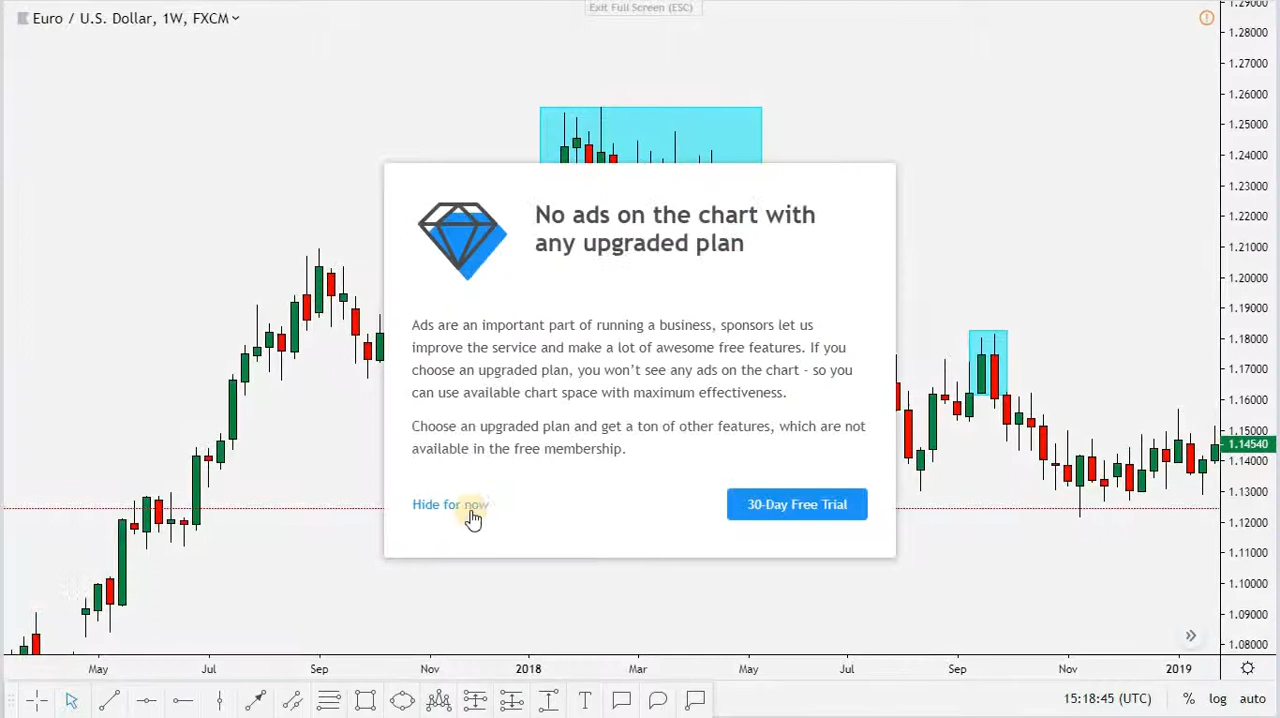 Exit Full Screen (ESC)
Euro / U.S. Dollar, 1W, FXCM
1.29000
1.28000
1.27000
1.26000
1.25000
1.24000
1.23000
1.22000
1.21000
1.20000
1.19000
1.18000
1.17000
1.16000
1.15000
1.14540
1.14000
1.13000
1.12000
1.11000
1.10000
1.09000
1.08000
No ads on the chart with
any upgraded plan
Ads are an important part of running a business, sponsors let us
improve the service and make a lot of awesome free features. If you
choose an upgraded plan, you won't see any ads on the chart - so you
can use available chart space with maximum effectiveness.
Choose an upgraded plan and get a ton of other features, which are not
available in the free membership.
Hide for now
30-Day Free Trial
May Jul Sep Nov 2018 Mar May Jul Sep Nov 2019
T 15:18:45 (UTC) % log auto